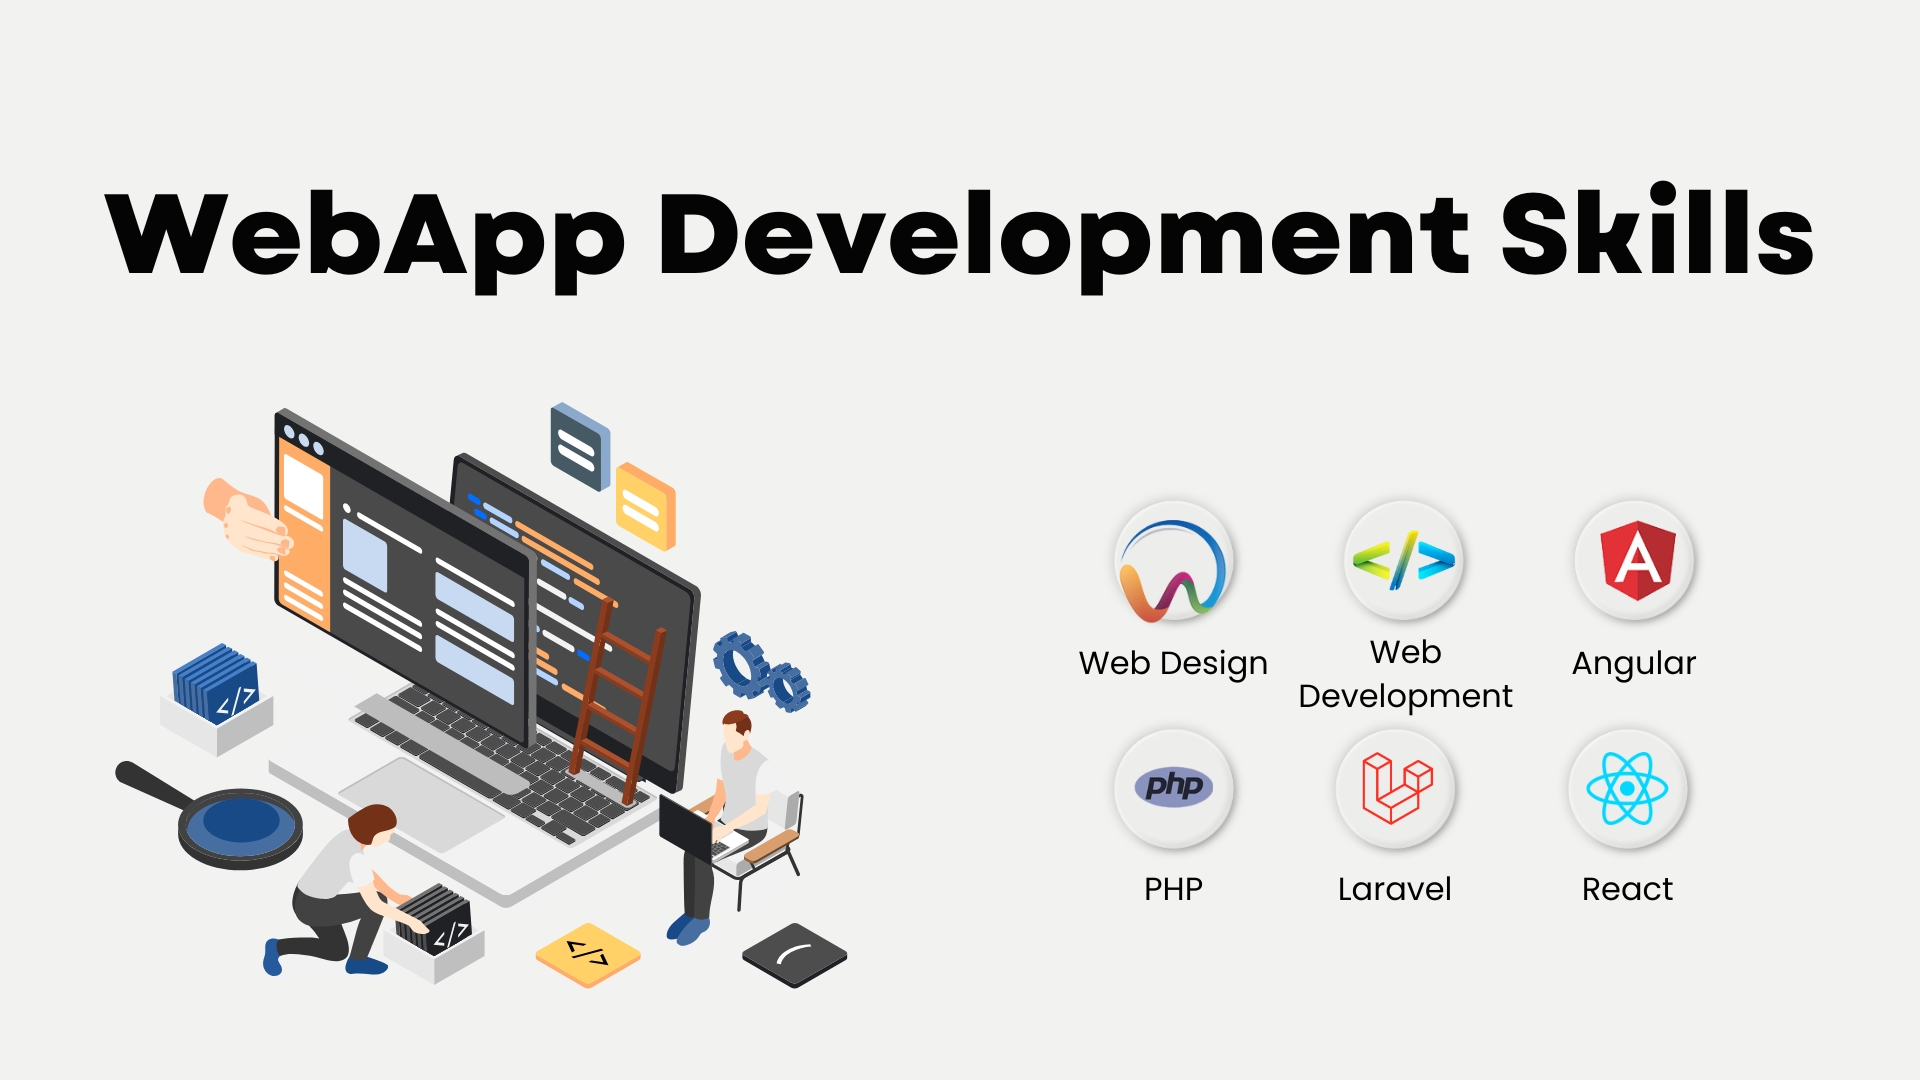 WebApp Development Skills
Web Design
Web
Development
Angular
A
php
PHP
Laravel
React
</>
</>
</>
</>